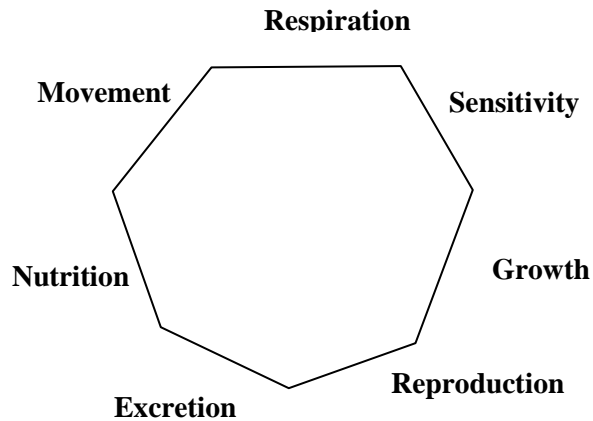 Respiration
Movement
Sensitivity
Nutrition
Growth
Reproduction
Excretion